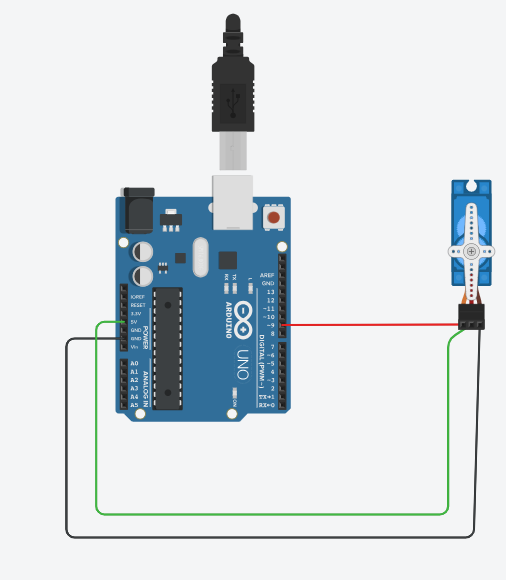 AREF
GND
13
12
~11
~10
~9
8
7
~6
~5
4
~3
2
TX→1
RX←0
DIGITAL (PWM~)
IOREF
RESET
3.3V
5V
GND
GND
Vin
POWER
A0
A1
A2
A3
A4
A5
ANALOG IN
RX
TX
L
ARDUINO
UNO
ON